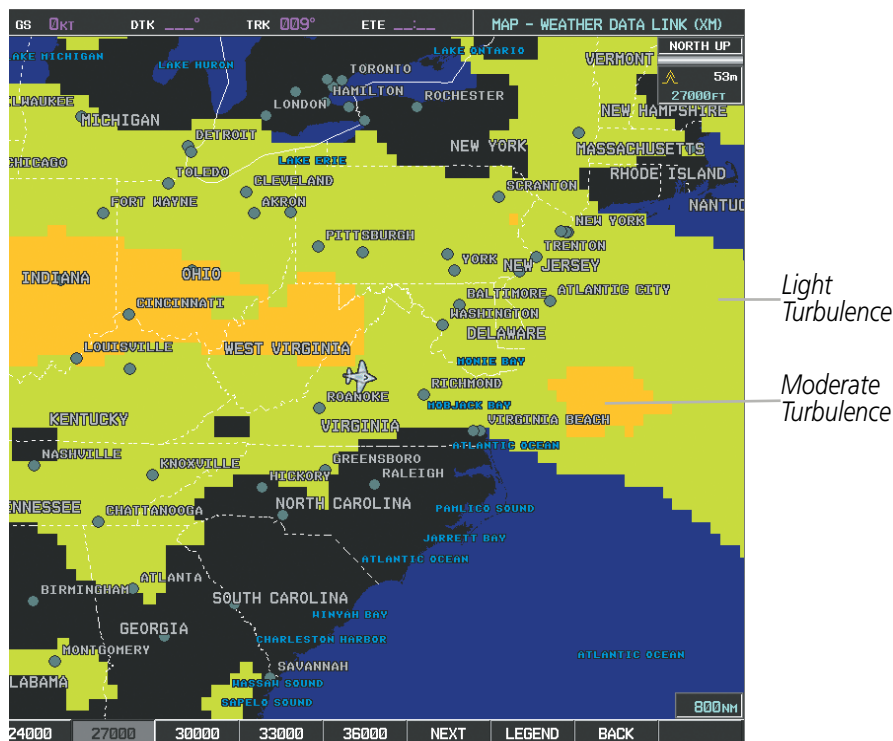 GS 0KT DTK ___° TRK 009° ETE __:__ MAP - WEATHER DATA LINK (XM)
NORTH UP
53m
27000FT
LAKE MICHIGAN
LAKE HURON
LAKE ONTARIO
VERMONT
TORONTO
HAMILTON
LONDON
ROCHESTER
NEW HAMPSHIRE
MICHIGAN
DETROIT
NEW YORK
MASSACHUSETTS
CHICAGO
LAKE ERIE
TOLEDO
RHODE ISLAND
CLEVELAND
SCRANTON
FORT WAYNE
AKRON
NANTUC
NEW YORK
PITTSBURGH
TRENTON
YORK
NEW JERSEY
INDIANA
OHIO
Light
Turbulence
CINCINNATI
BALTIMORE
ATLANTIC CITY
WASHINGTON
DELAWARE
LOUISVILLE
WEST VIRGINIA
MONIE BAY
RICHMOND
Moderate
Turbulence
ROANOKE
MOBJACK BAY
KENTUCKY
VIRGINIA
VIRGINIA BEACH
ATLANTIC OCEAN
NASHVILLE
KNOXVILLE
GREENSBORO
HICKORY
RALEIGH
ENNESSEE
CHATTANOOGA
NORTH CAROLINA
PAMLICO SOUND
JARRETT BAY
ATLANTIC OCEAN
ATLANTA
BIRMINGHAM
SOUTH CAROLINA
WINYAH BAY
GEORGIA
CHARLESTON HARBOR
MONTGOMERY
ATLANTIC OCEAN
SAVANNAH
LABAMA
WASSAW SOUND
SAPELO SOUND
800NM
24000 27000 30000 33000 36000 NEXT LEGEND BACK